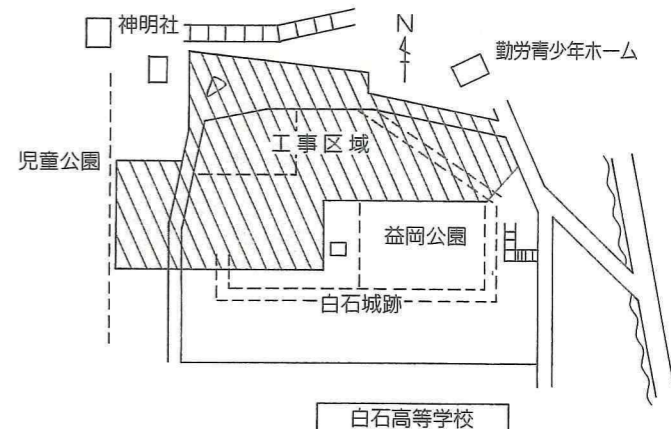 神明社
N
勤労青少年ホーム
工事区域
児童公園
益岡公園
白石城跡
白石高等学校